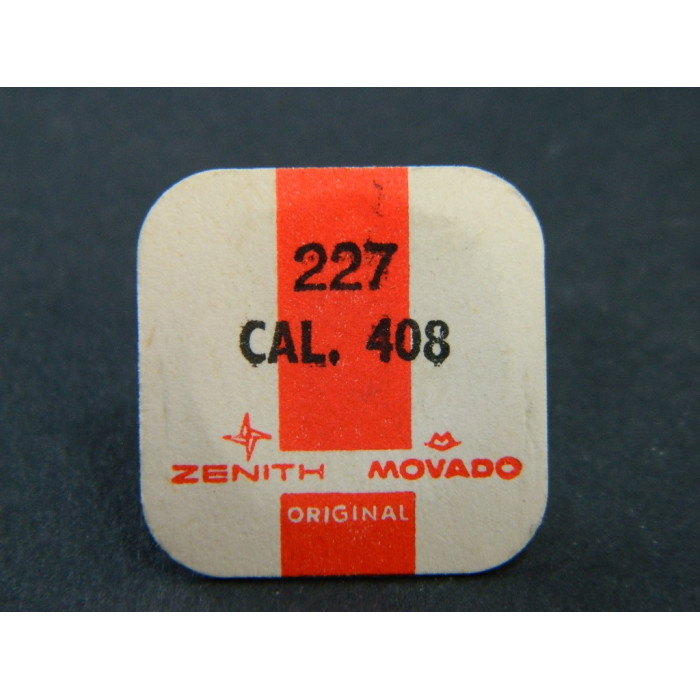 227
CAL. 408
ZENITH MOVADO
ORIGINAL